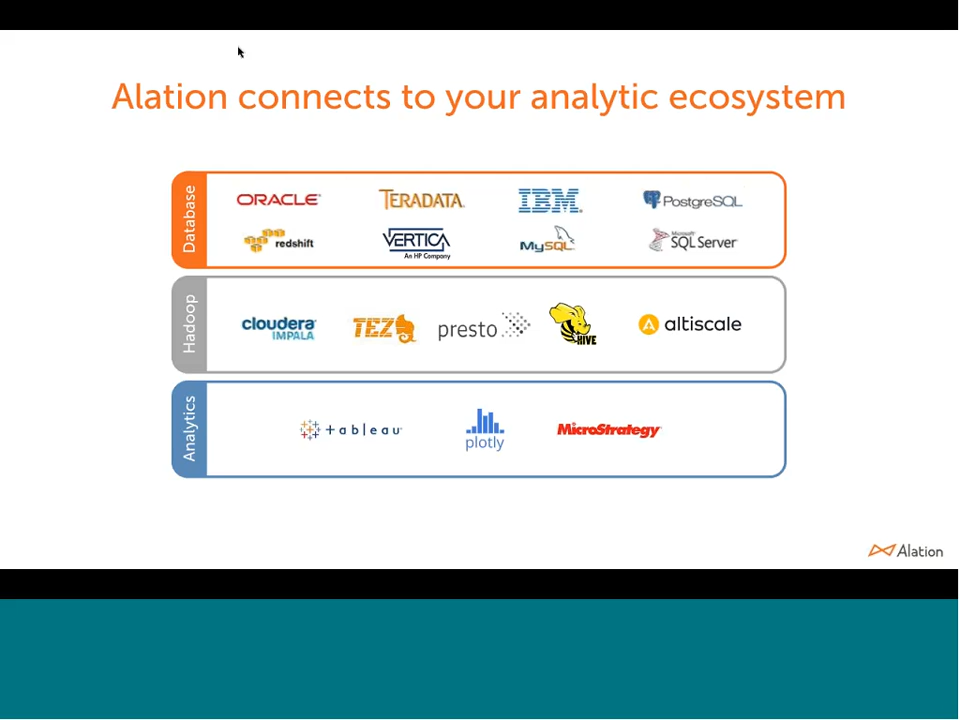 Alation connects to your analytic ecosystem
Database
ORACLE TERADATA IBM PostgreSQL
redshift VERTICA MySQL Microsoft SQL Server
An HP Company
Hadoop
cloudera IMPALA TEZ presto HIVE altiscale
Analytics
+ a b | e a u plotly MicroStrategy
Alation